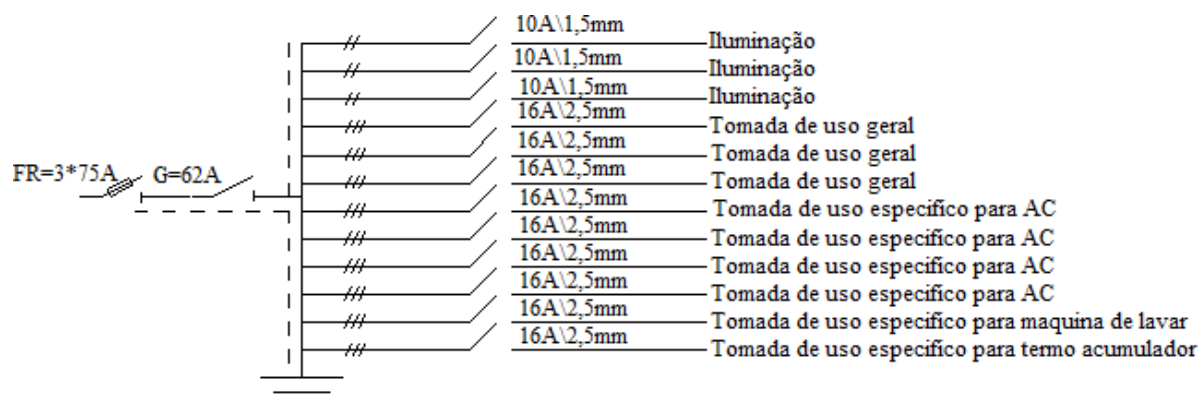 10A\1,5mm Iluminação
10A\1,5mm Iluminação
10A\1,5mm Iluminação
16A\2,5mm Tomada de uso geral
16A\2,5mm Tomada de uso geral
16A\2,5mm Tomada de uso geral
FR=3*75A G=62A
16A\2,5mm Tomada de uso especifico para AC
16A\2,5mm Tomada de uso especifico para AC
16A\2,5mm Tomada de uso especifico para AC
16A\2,5mm Tomada de uso especifico para AC
16A\2,5mm Tomada de uso especifico para maquina de lavar
16A\2,5mm Tomada de uso especifico para termo acumulador